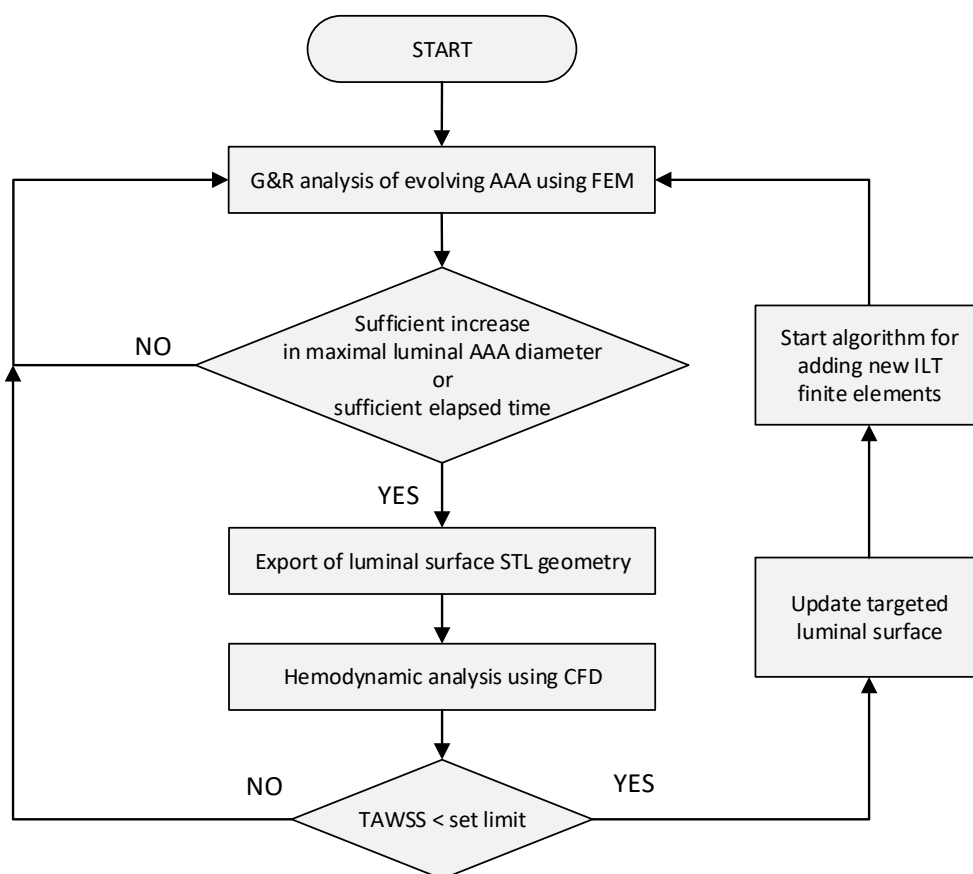 START
G&R analysis of evolving AAA using FEM
Sufficient increase
in maximal luminal AAA diameter
or
sufficient elapsed time
NO
YES
Export of luminal surface STL geometry
Hemodynamic analysis using CFD
TAWSS < set limit
NO
YES
Update targeted
luminal surface
Start algorithm for
adding new ILT
finite elements